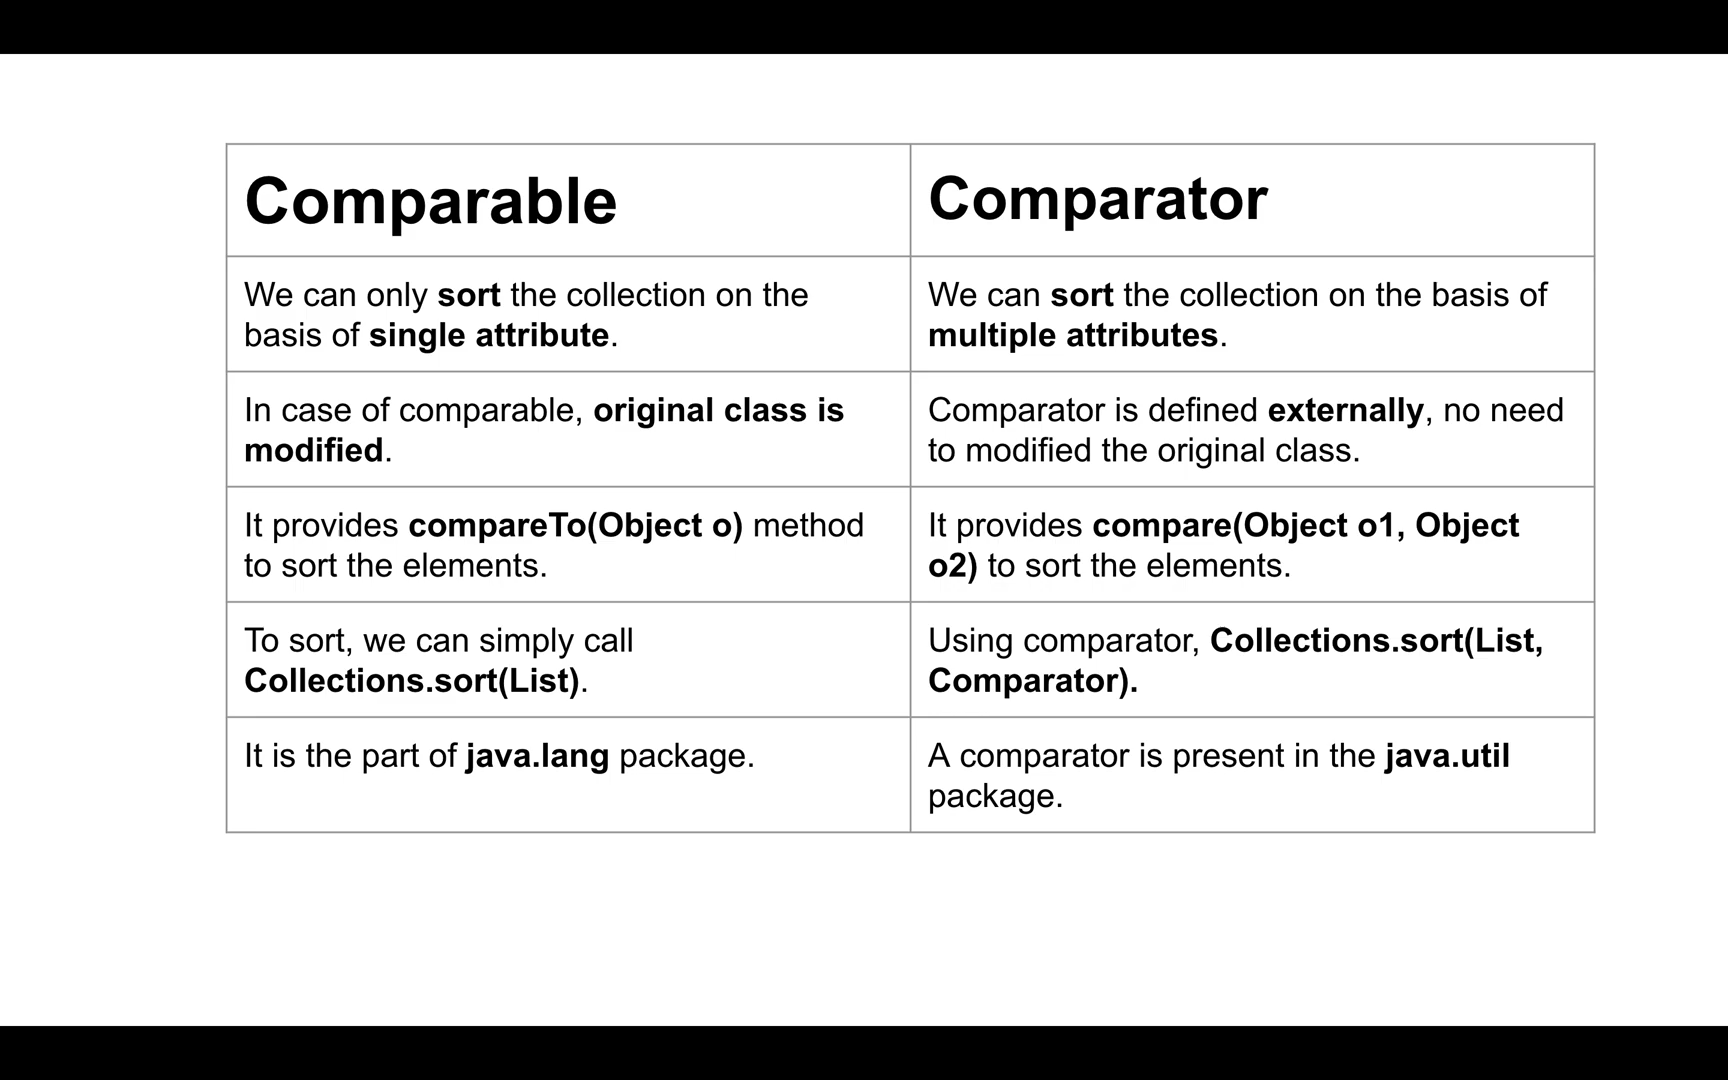 Comparable
Comparator
We can only sort the collection on the
basis of single attribute.
We can sort the collection on the basis of
multiple attributes.
In case of comparable, original class is
modified.
Comparator is defined externally, no need
to modified the original class.
It provides compareTo(Object o) method
to sort the elements.
It provides compare(Object o1, Object
o2) to sort the elements.
To sort, we can simply call
Collections.sort(List).
Using comparator, Collections.sort(List,
Comparator).
It is the part of java.lang package.
A comparator is present in the java.util
package.